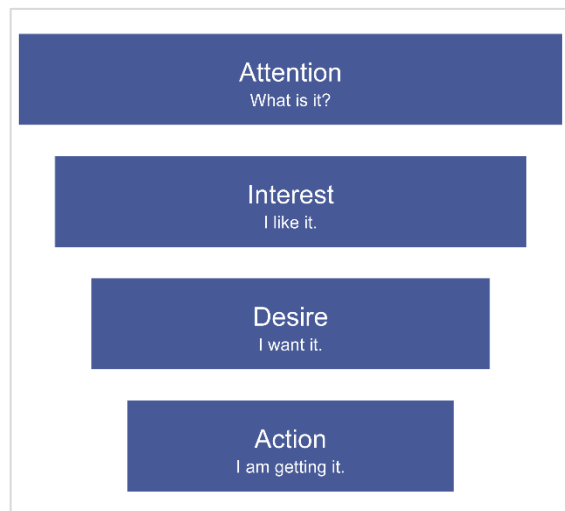 Attention
What is it?
Interest
I like it.
Desire
I want it.
Action
I am getting it.